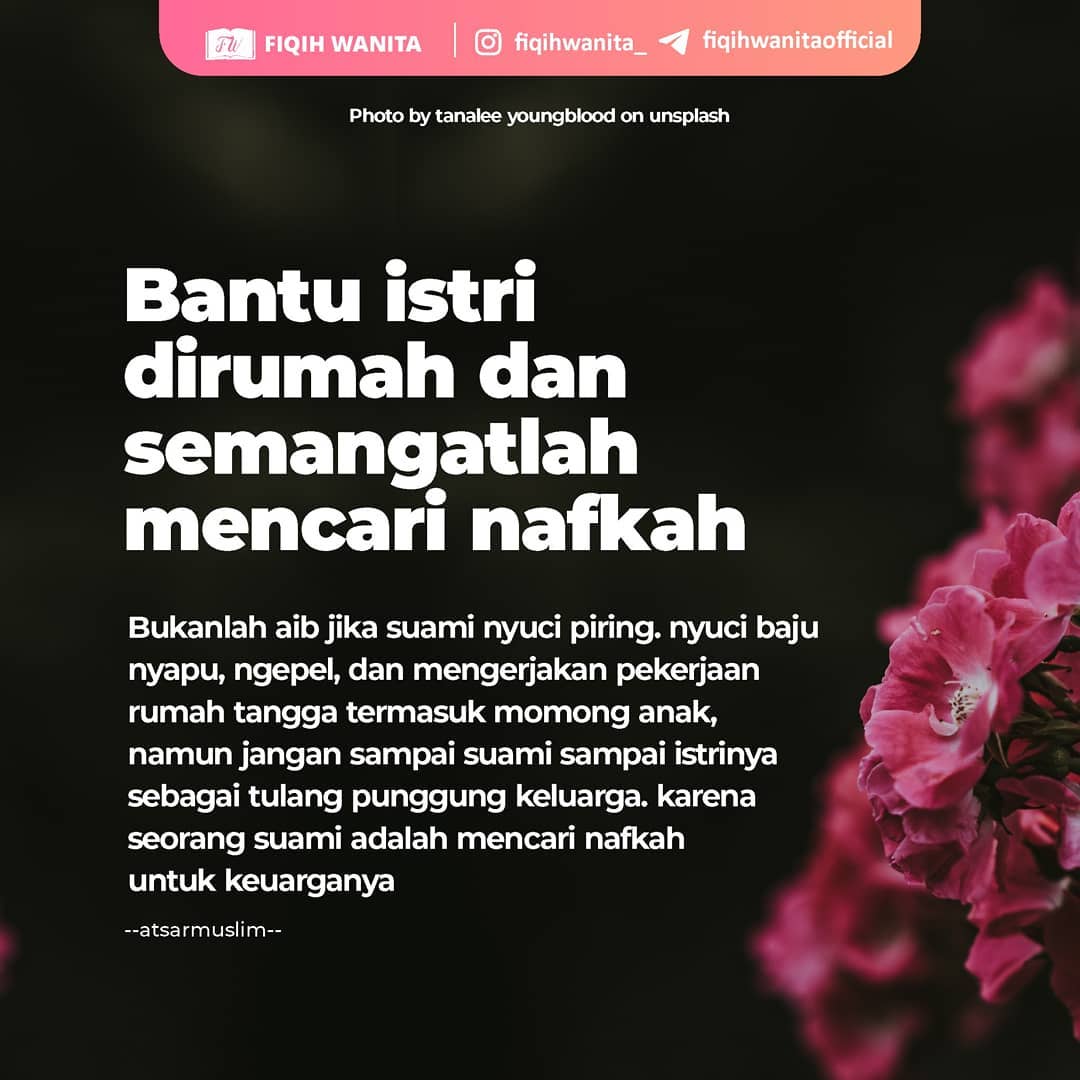 FW FIQIH WANITA fiqihwanita_ fiqihwanitaofficial
Photo by tanalee youngblood on unsplash
Bantu istri
dirumah dan
semangatlah
mencari nafkah
Bukanlah aib jika suami nyuci piring. nyuci baju
nyapu, ngepel, dan mengerjakan pekerjaan
rumah tangga termasuk momong anak,
namun jangan sampai suami sampai istrinya
sebagai tulang punggung keluarga. karena
seorang suami adalah mencari nafkah
untuk keuarganya
--atsarmuslim--